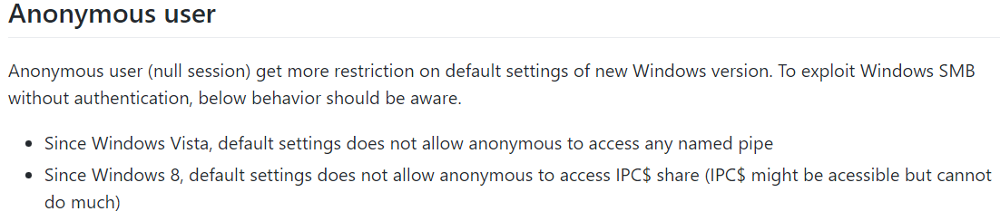 Anonymous user
Anonymous user (null session) get more restriction on default settings of new Windows version. To exploit Windows SMB
without authentication, below behavior should be aware.
• Since Windows Vista, default settings does not allow anonymous to access any named pipe
• Since Windows 8, default settings does not allow anonymous to access IPC$ share (IPC$ might be acessible but cannot
do much)